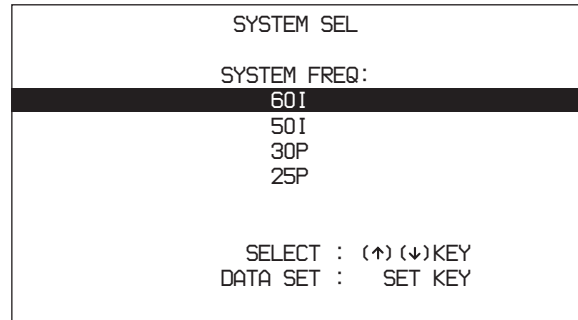 SYSTEM SEL
SYSTEM FREQ:
60I
50I
30P
25P
SELECT : (↑)(↓)KEY
DATA SET : SET KEY